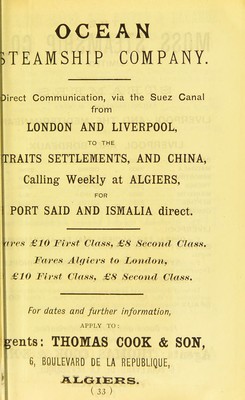 OCEAN
STEAMSHIP COMPANY.
Direct Communication, via the Suez Canal
from
LONDON AND LIVERPOOL,
TO THE
TRAITS SETTLEMENTS, AND CHINA,
Calling Weekly at ALGIERS,
FOR
PORT SAID AND ISMALIA direct.
ares £10 First Class, £8 Second Class.
Fares Algiers to London,
£10 First Class, £8 Second Class.
For dates and further information,
APPLY TO:
gents: THOMAS COOK & SON,
6, BOULEVARD DE LA REPUBLIQUE,
ALGIERS.
(33)